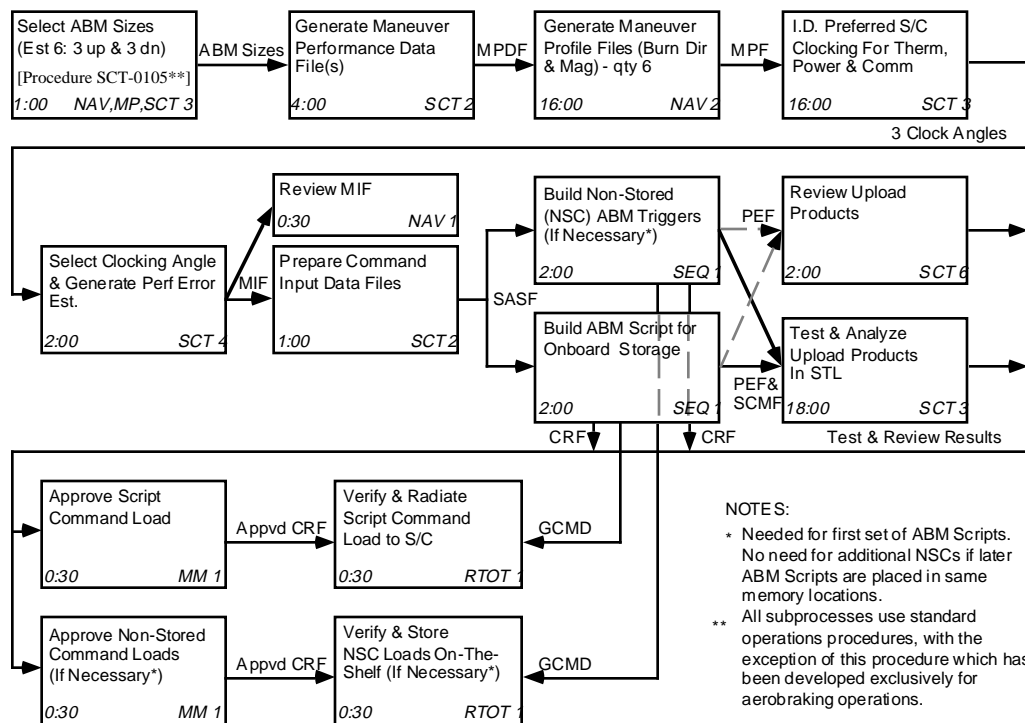 Select ABM Sizes
(Est 6: 3 up & 3 dn)
[Procedure SCT-0105**]
1:00 NAV,MP,SCT 3
ABM Sizes
Generate Maneuver
Performance Data
File(s)
4:00 SCT 2
MPDF
Generate Maneuver
Profile Files (Burn Dir
& Mag) - qty 6
16:00 NAV 2
MPF
I.D. Preferred S/C
Clocking For Therm,
Power & Comm
16:00 SCT 3
3 Clock Angles
Select Clocking Angle
& Generate Perf Error
Est.
2:00 SCT 4
MIF
Review MIF
0:30 NAV 1
Prepare Command
Input Data Files
1:00 SCT 2
SASF
Build Non-Stored
(NSC) ABM Triggers
(If Necessary*)
2:00 SEQ 1
Build ABM Script for
Onboard Storage
2:00 SEQ 1
PEF
PEF&
SCMF
Review Upload
Products
2:00 SCT 6
Test & Analyze
Upload Products
In STL
18:00 SCT 3
CRF
CRF
Test & Review Results
Approve Script
Command Load
0:30 MM 1
Appvd CRF
Verify & Radiate
Script Command
Load to S/C
0:30 RTOT 1
GCMD
Approve Non-Stored
Command Loads
(If Necessary*)
0:30 MM 1
Appvd CRF
Verify & Store
NSC Loads On-The-
Shelf (If Necessary*)
0:30 RTOT 1
GCMD
NOTES:
* Needed for first set of ABM Scripts.
No need for additional NSCs if later
ABM Scripts are placed in same
memory locations.
** All subprocesses use standard
operations procedures, with the
exception of this procedure which has
been developed exclusively for
aerobraking operations.